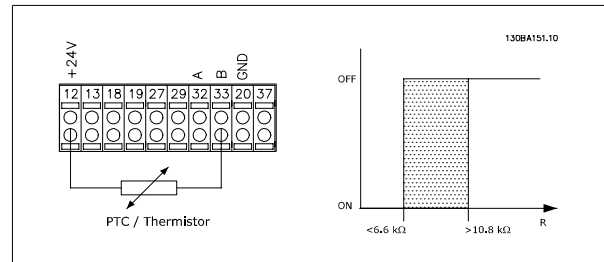 130BA151.10
+24V
A
B
GND
12 13 18 19 27 29 32 33 20 37
PTC / Thermistor
OFF
ON
<6.6 kΩ
>10.8 kΩ
R